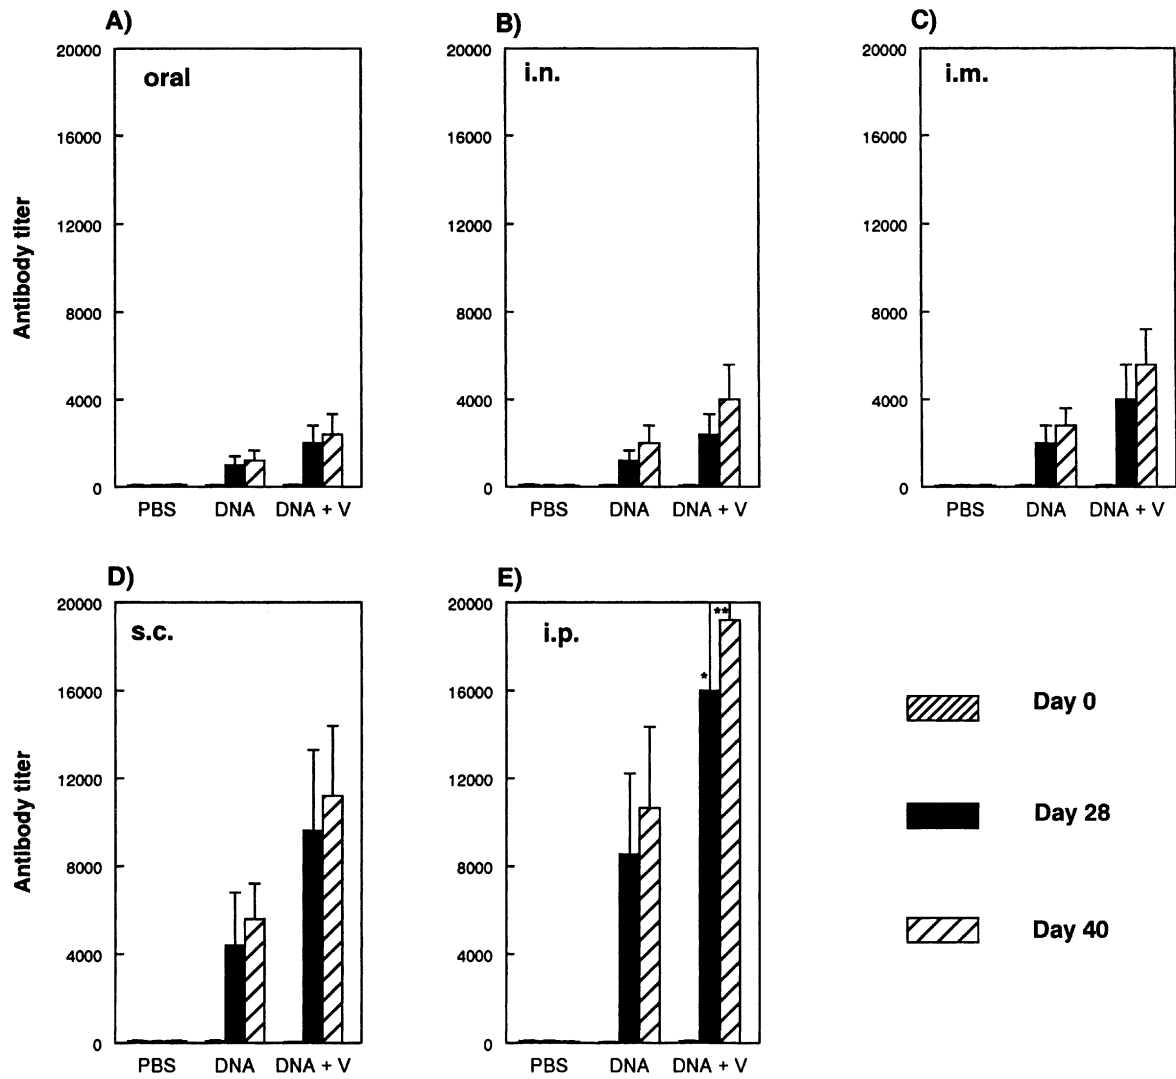 A)
B)
C)
20000
16000
12000
8000
4000
0
Antibody titer
oral
PBS DNA DNA + V
20000
16000
12000
8000
4000
0
i.n.
PBS DNA DNA + V
20000
16000
12000
8000
4000
0
i.m.
PBS DNA DNA + V
D)
E)
20000
16000
12000
8000
4000
0
Antibody titer
s.c.
PBS DNA DNA + V
20000
16000
12000
8000
4000
0
i.p.
*
**
PBS DNA DNA + V
Day 0
Day 28
Day 40